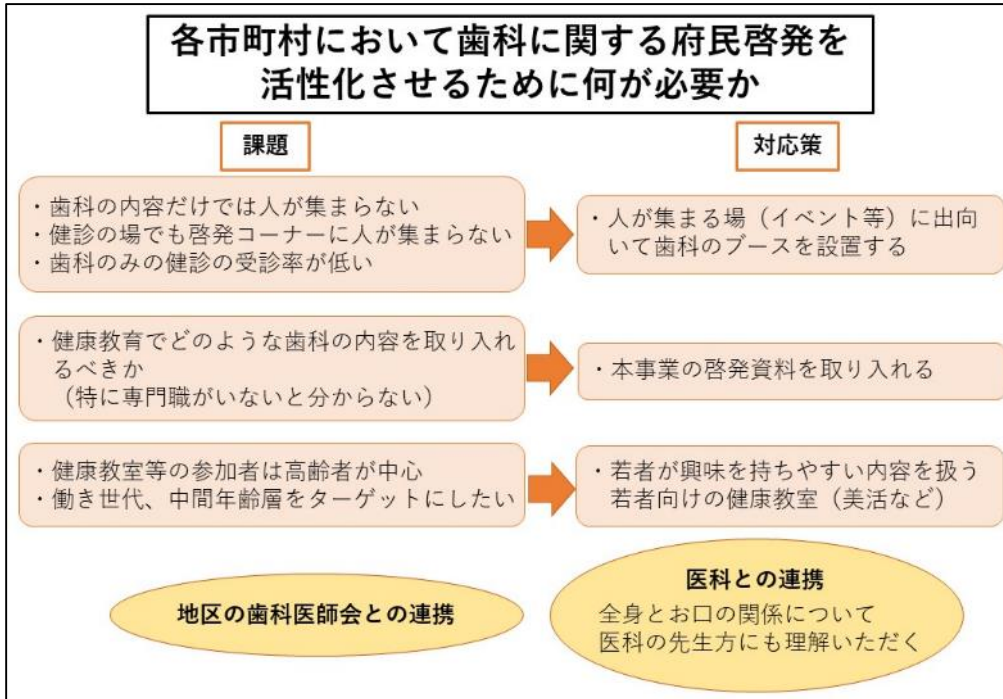 各市町村において歯科に関する府民啓発を
活性化させるために何が必要か
課題
対応策
・歯科の内容だけでは人が集まらない
・健診の場でも啓発コーナーに人が集まらない
・歯科のみの健診の受診率が低い
・人が集まる場（イベント等）に出向
いて歯科のブースを設置する
・健康教育でどのような歯科の内容を取り入れ
るべきか
（特に専門職がいないと分からない）
・本事業の啓発資料を取り入れる
・健康教室等の参加者は高齢者が中心
・働き世代、中間年齢層をターゲットにしたい
・若者が興味を持ちやすい内容を扱う
若者向けの健康教室（美活など）
地区の歯科医師会との連携
医科との連携
全身とお口の関係について
医科の先生方にも理解いただく